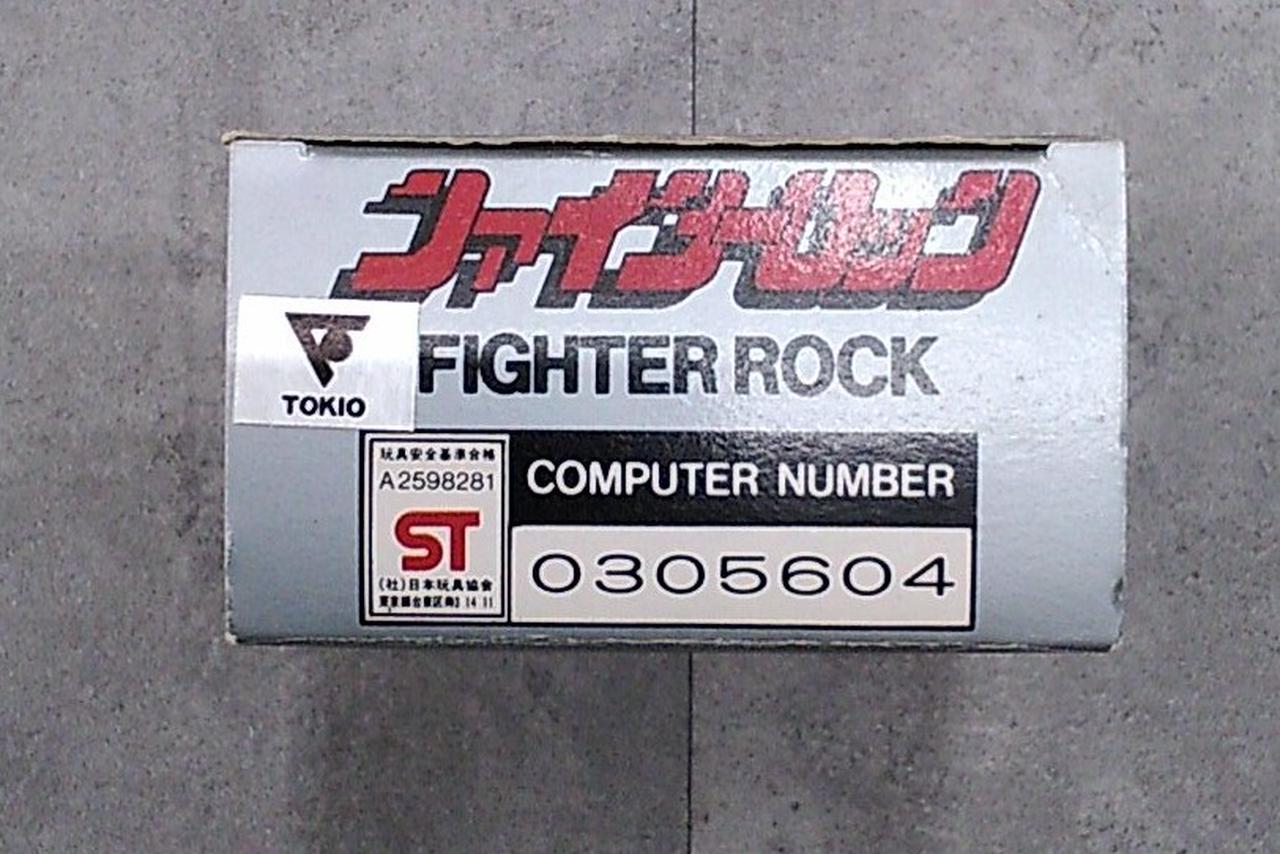 ファイターロック
FIGHTER ROCK
TOKIO
玩具安全基準合格
A2598281
ST
(社)日本玩具協会
COMPUTER NUMBER
0305604